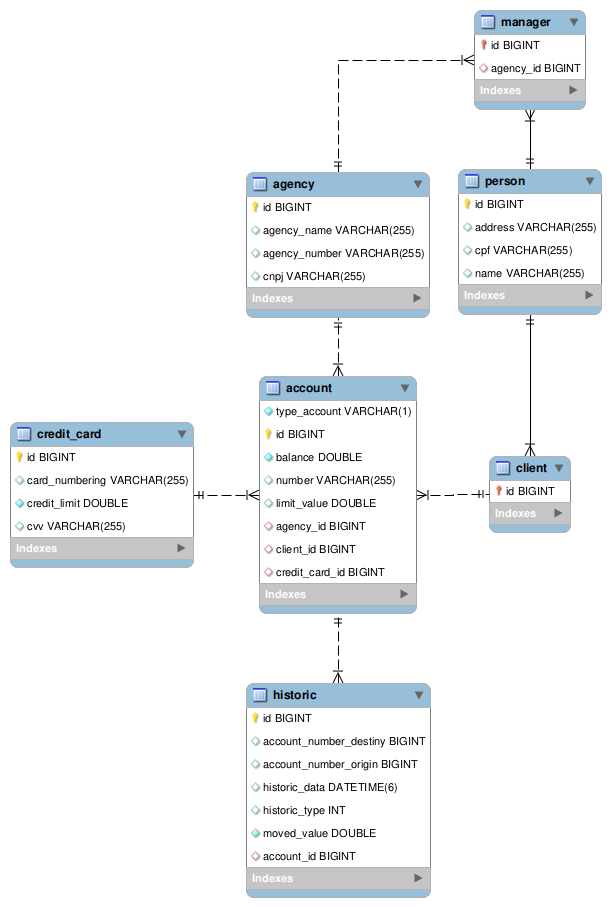 manager
id BIGINT
agency_id BIGINT
Indexes
agency
id BIGINT
agency_name VARCHAR(255)
agency_number VARCHAR(255)
cnpj VARCHAR(255)
Indexes
person
id BIGINT
address VARCHAR(255)
cpf VARCHAR(255)
name VARCHAR(255)
Indexes
account
type_account VARCHAR(1)
id BIGINT
balance DOUBLE
number VARCHAR(255)
limit_value DOUBLE
agency_id BIGINT
client_id BIGINT
credit_card_id BIGINT
Indexes
credit_card
id BIGINT
card_numbering VARCHAR(255)
credit_limit DOUBLE
cvv VARCHAR(255)
Indexes
client
id BIGINT
Indexes
historic
id BIGINT
account_number_destiny BIGINT
account_number_origin BIGINT
historic_data DATETIME(6)
historic_type INT
moved_value DOUBLE
account_id BIGINT
Indexes